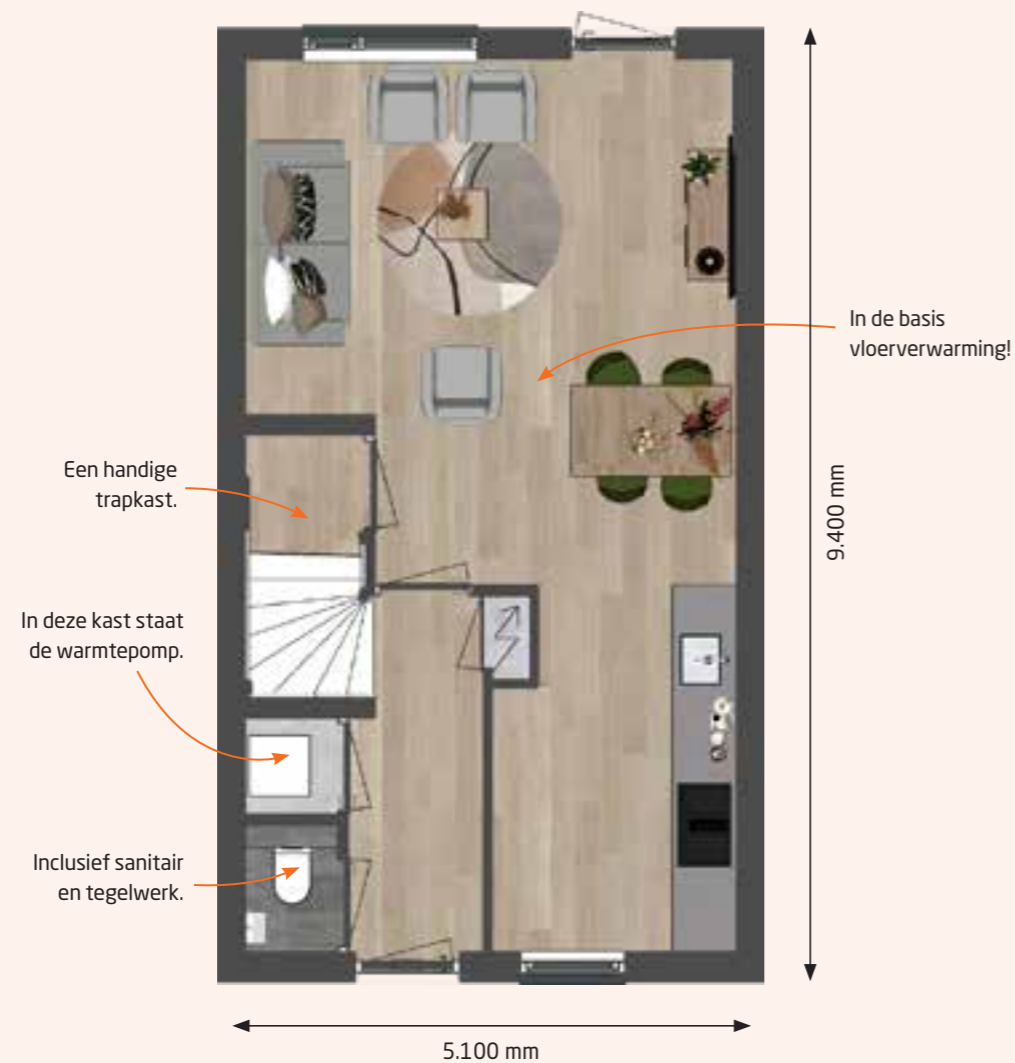 In de basis
vloerverwarming!
Een handige
trapkast.
9.400 mm
In deze kast staat
de warmtepomp.
Inclusief sanitair
en tegelwerk.
5.100 mm